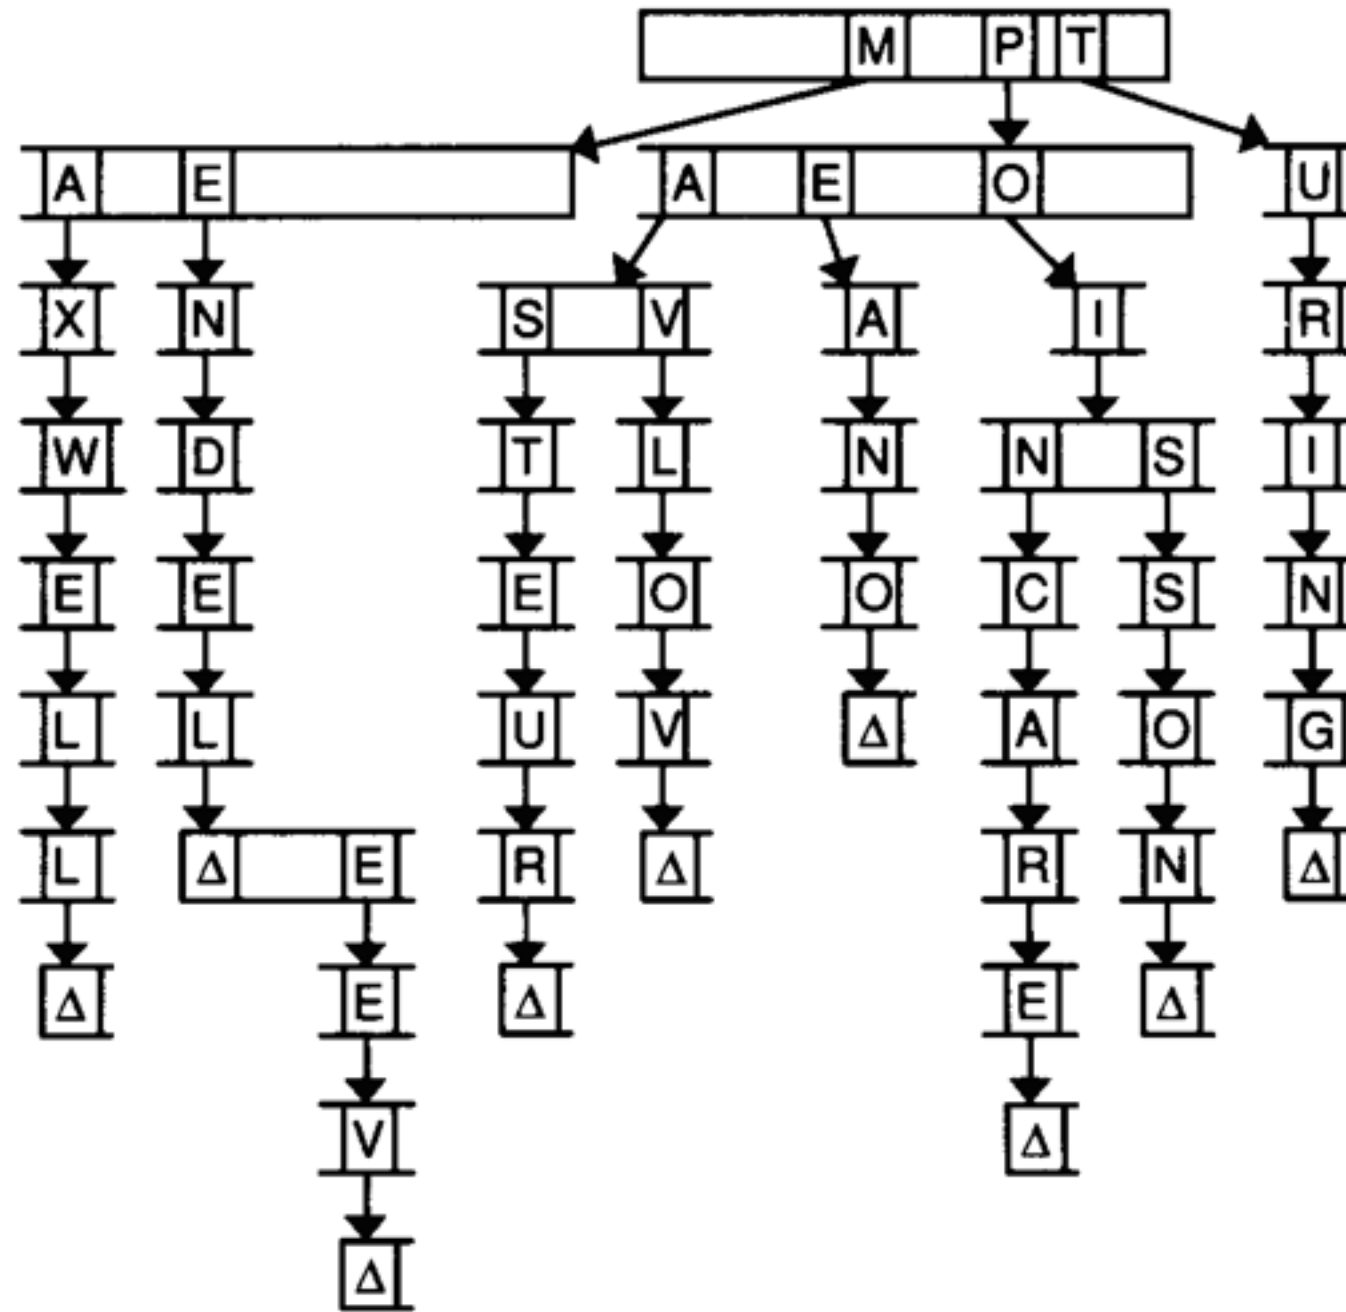 M P T
A E A E O U
X N S V A I R
W D T L N N S I
E E E O O C S N
L L U V Δ A O G
L Δ E R Δ R N Δ
Δ E Δ E Δ
V Δ
Δ